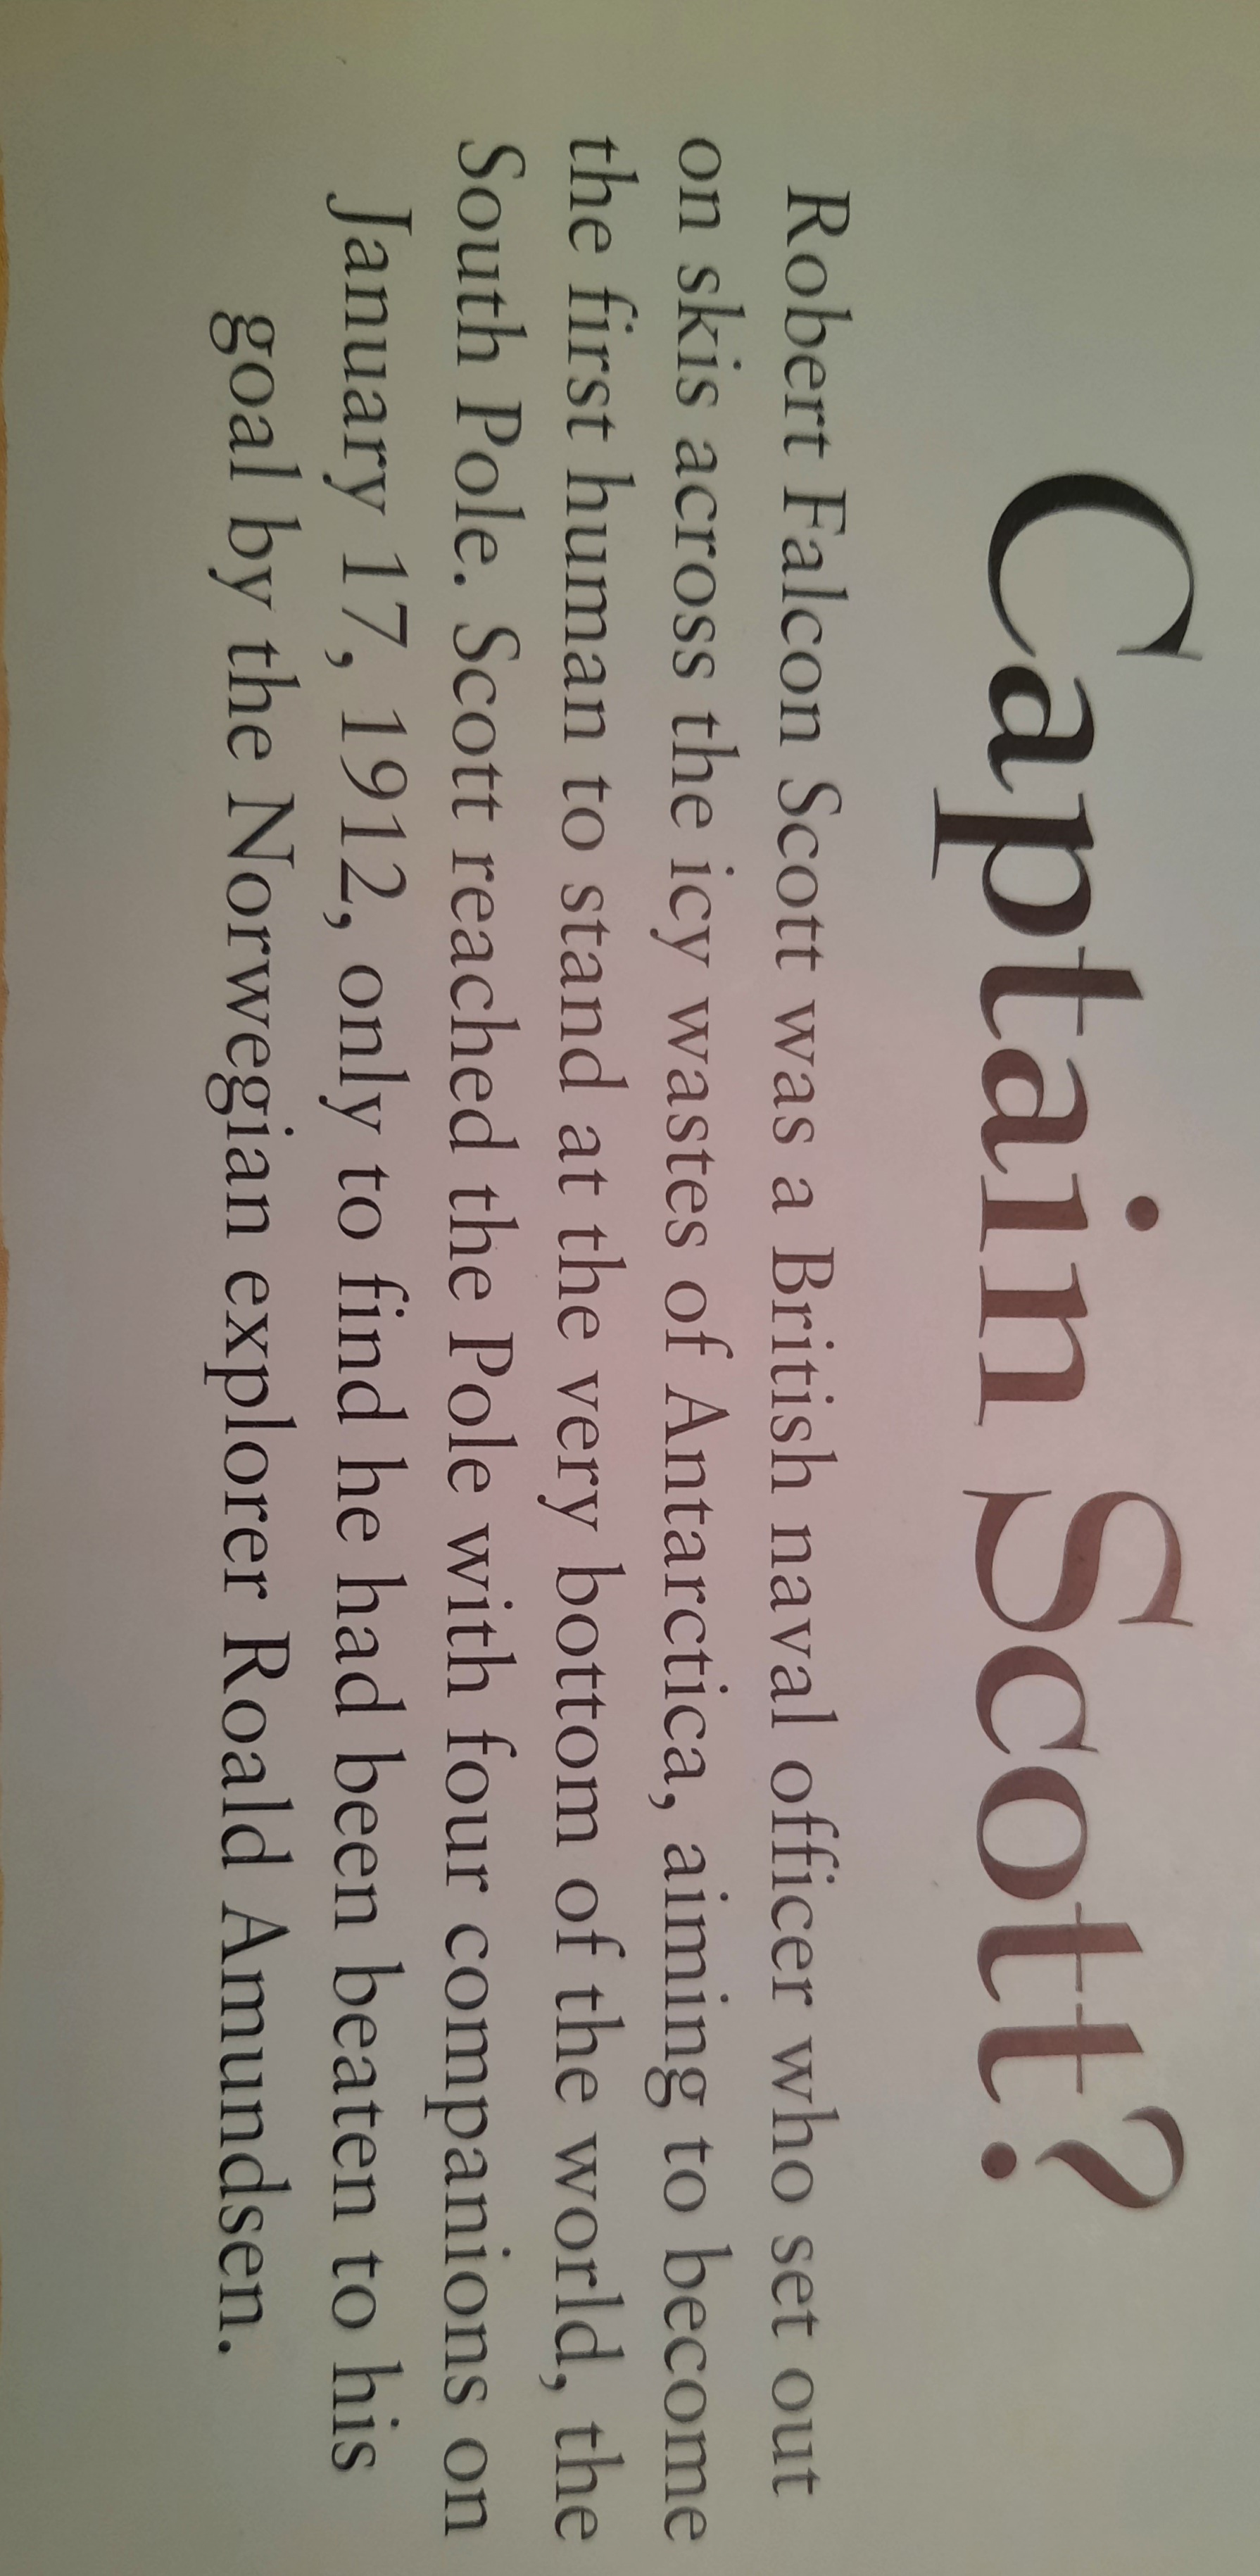 Captain Scott?
Robert Falcon Scott was a British naval officer who set out
on skis across the icy wastes of Antarctica, aiming to become
the first human to stand at the very bottom of the world, the
South Pole. Scott reached the Pole with four companions on
January 17, 1912, only to find he had been beaten to his
goal by the Norwegian explorer Roald Amundsen.